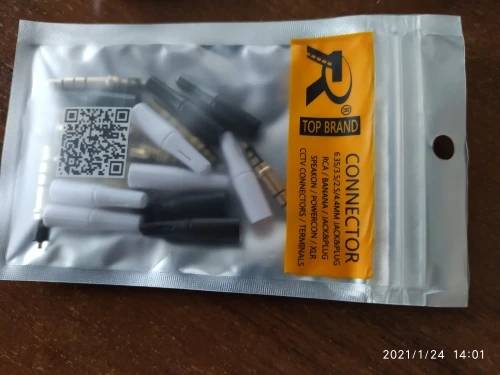 R®
TOP BRAND
CONNECTOR
6.35/3.5/2.5/4.4MM JACK&PLUG
RCA / BANANA / JACK&PLUG
SPEAKON / POWERCON / XLR
CCTV CONNECTORS / TERMINALS
2021/1/24 14:01